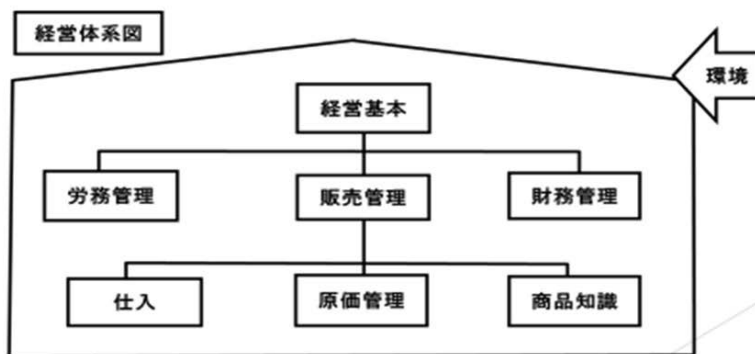 経営体系図
環境
経営基本
労務管理
販売管理
財務管理
仕入
原価管理
商品知識